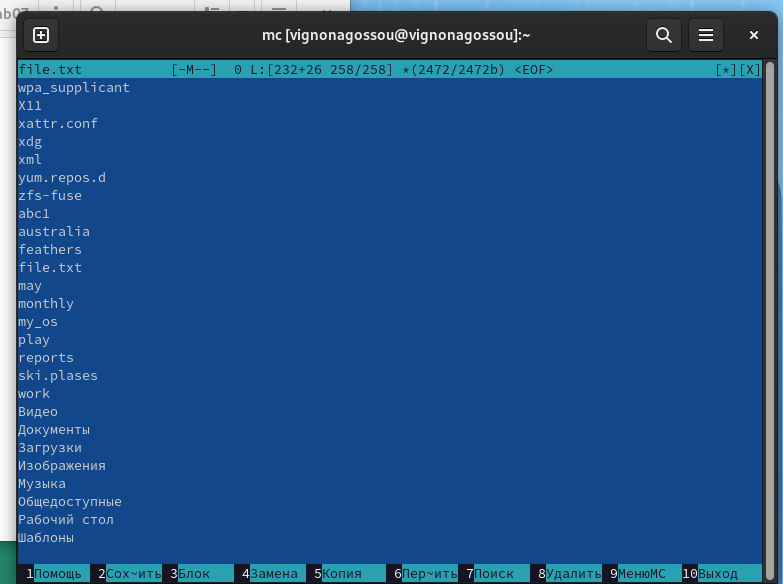 mc [vignonagossou@vignonagossou]:~
file.txt [-M--] 0 L:[232+26 258/258] *(2472/2472b) <EOF> [*][X]
wpa_supplicant
X11
xattr.conf
xdg
xml
yum.repos.d
zfs-fuse
abc1
australia
feathers
file.txt
may
monthly
my_os
play
reports
ski.plases
work
Видео
Документы
Загрузки
Изображения
Музыка
Общедоступные
Рабочий стол
Шаблоны
1Помощь 2Сох~ить 3Блок 4Замена 5Копия 6Пер~ить 7Поиск 8Удалить 9МенюМС 10Выход